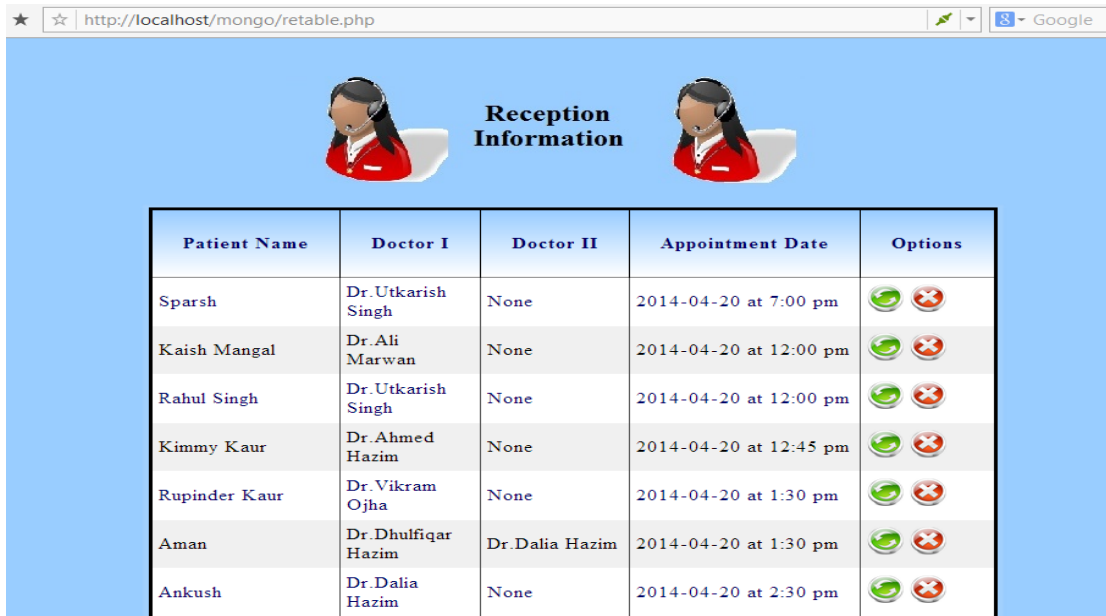 http://localhost/mongo/retable.php
8 Google
Reception
Information
Patient Name Doctor I Doctor II Appointment Date Options
Sparsh Dr.Utkarish Singh None 2014-04-20 at 7:00 pm
Kaish Mangal Dr.Ali Marwan None 2014-04-20 at 12:00 pm
Rahul Singh Dr.Utkarish Singh None 2014-04-20 at 12:00 pm
Kimmy Kaur Dr.Ahmed Hazim None 2014-04-20 at 12:45 pm
Rupinder Kaur Dr.Vikram Ojha None 2014-04-20 at 1:30 pm
Aman Dr.Dhulfiqar Hazim Dr.Dalia Hazim 2014-04-20 at 1:30 pm
Ankush Dr.Dalia Hazim None 2014-04-20 at 2:30 pm